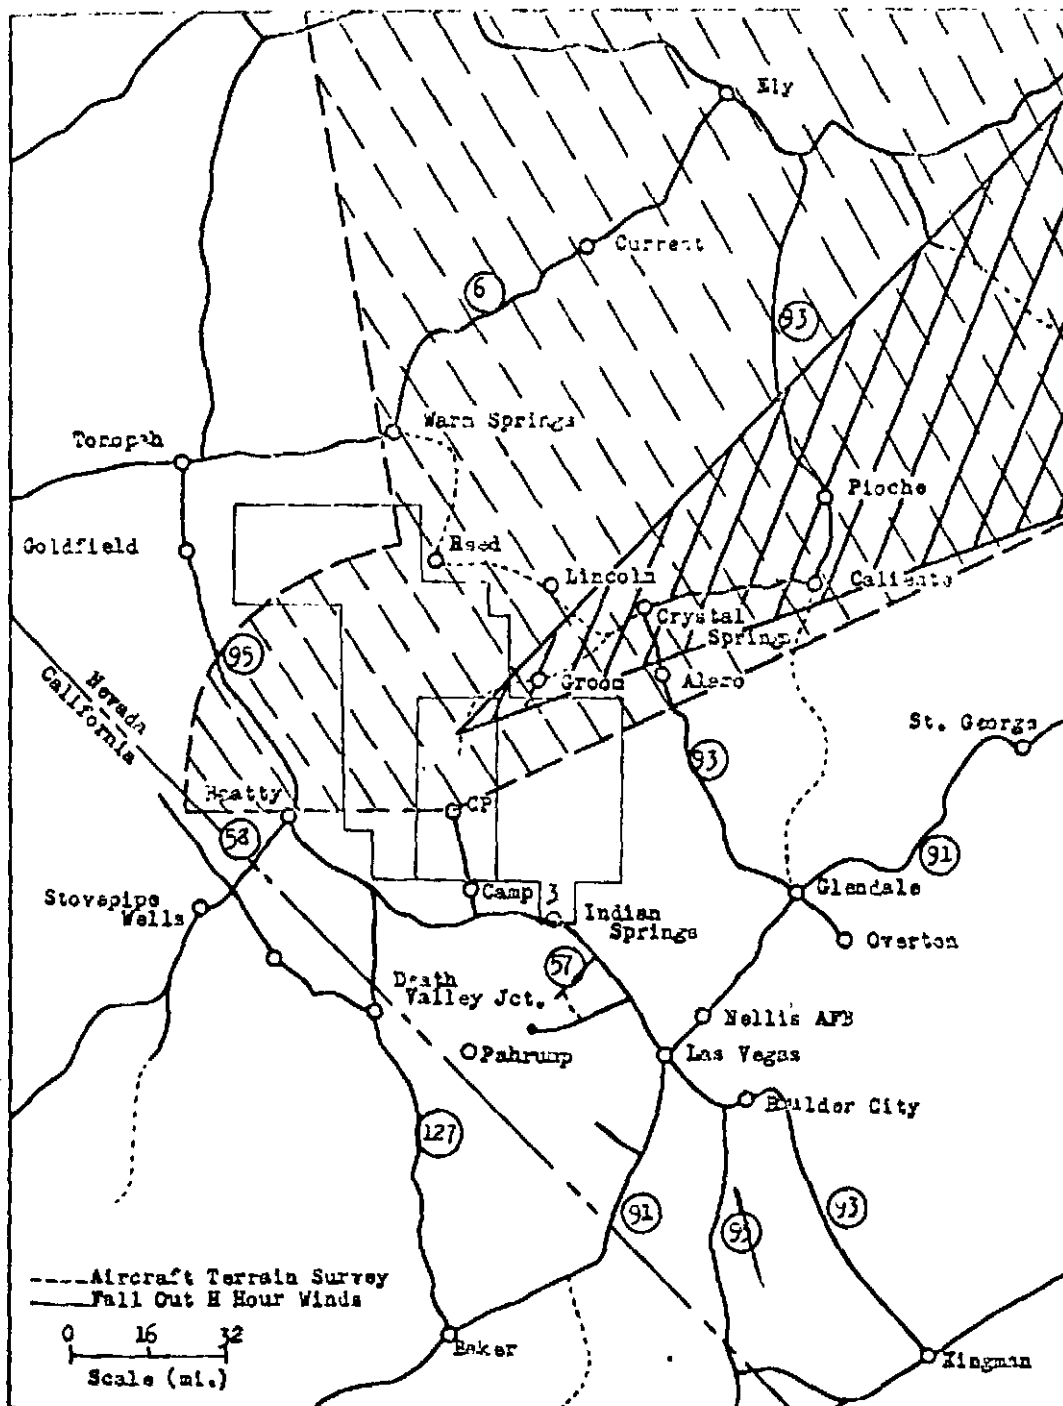 Ely
Current
6
93
Warm Springs
Tonopah
Pioche
Goldfield
Reed
Lincoln
Caliente
Crystal
Springs
95
Groom
Alamo
Nevada
California
St. George
93
Beatty
CP
58
91
Camp 3
Glendale
Stovepipe
Wells
Indian
Springs
Overton
57
Death
Valley Jct.
Nellis AFB
Pahrump
Las Vegas
Boulder City
127
91
95
93
Aircraft Terrain Survey
Fall Out H Hour Winds
0 16 32
Scale (mi.)
Baker
Kingman